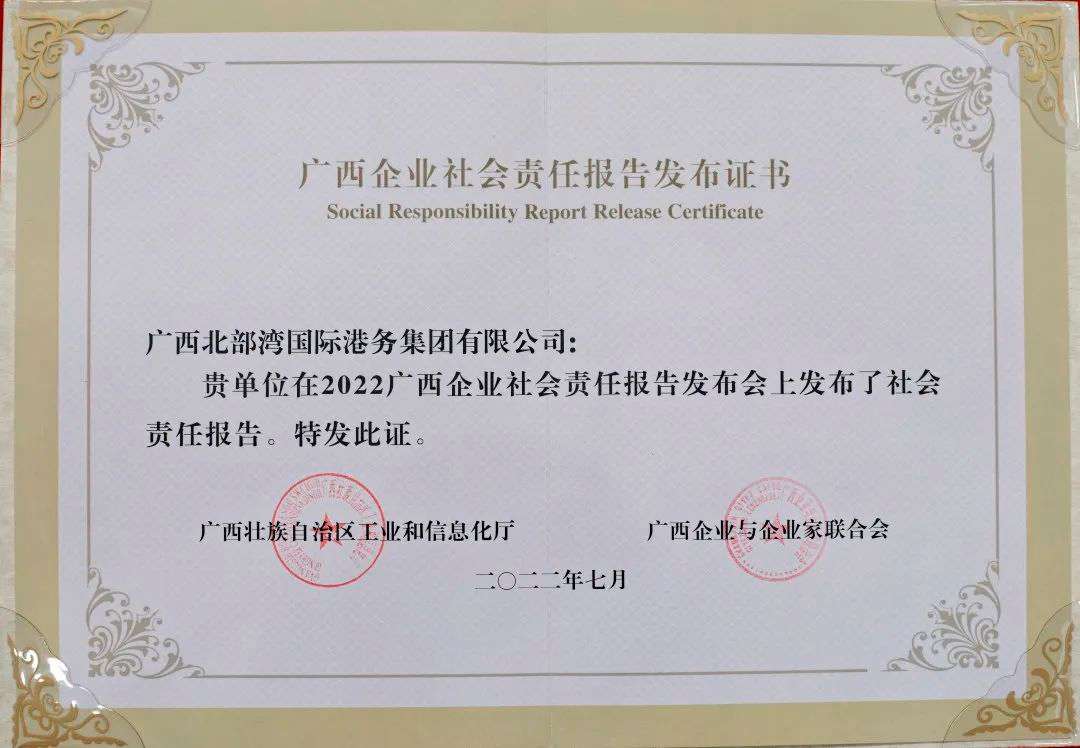 广西企业社会责任报告发布证书
Social Responsibility Report Release Certificate
广西北部湾国际港务集团有限公司:
贵单位在2022广西企业社会责任报告发布会上发布了社会
责任报告。特发此证。
广西壮族自治区工业和信息化厅
广西企业与企业家联合会
二〇二二年七月